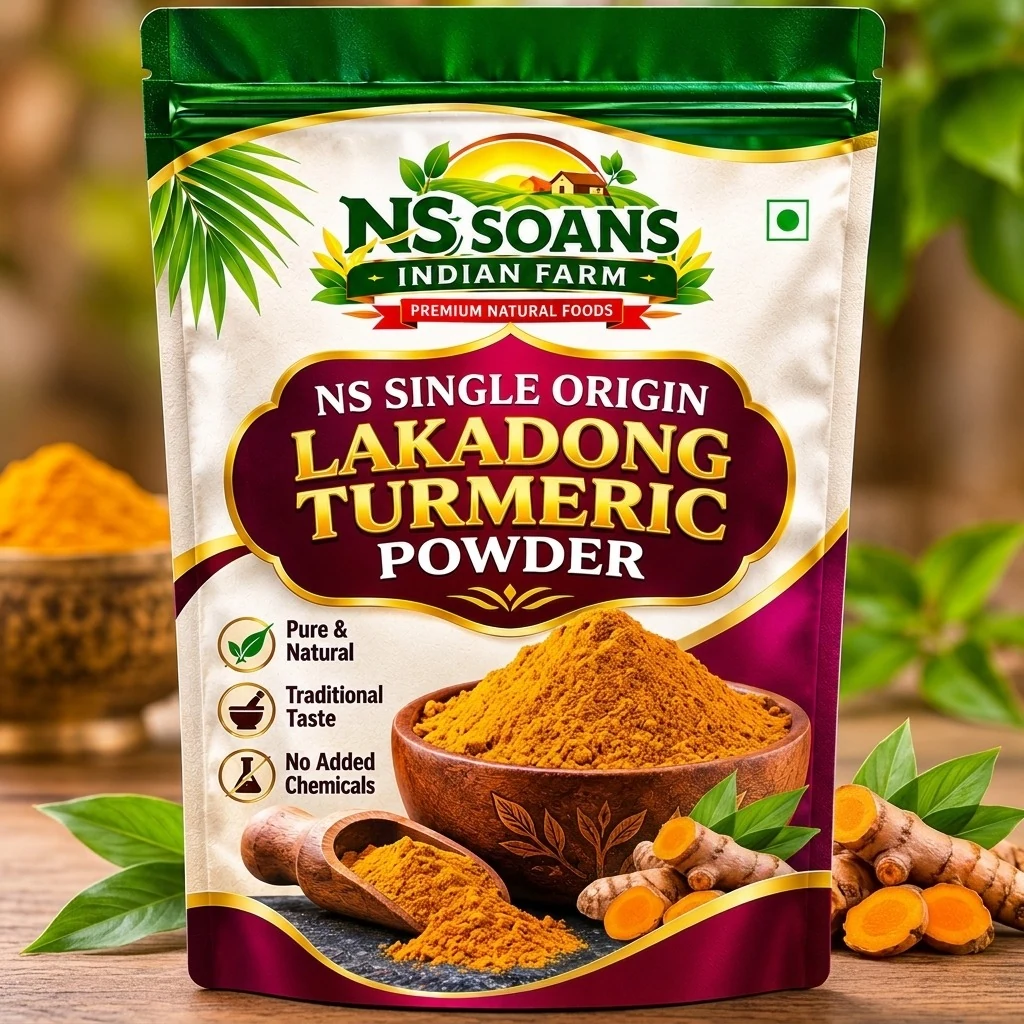 NS SOANS
INDIAN FARM
PREMIUM NATURAL FOODS
NS SINGLE ORIGIN
LAKADONG
TURMERIC
POWDER
Pure &
Natural
Traditional
Taste
No Added
Chemicals